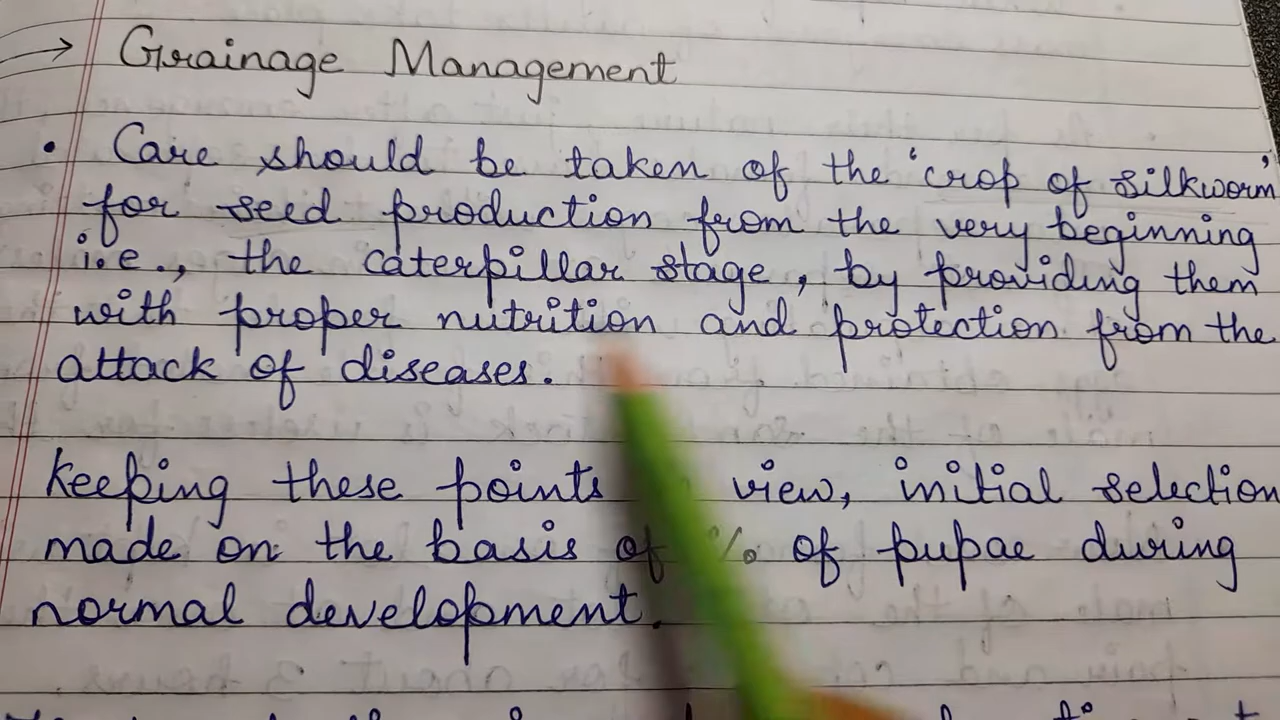 → Grainage Management
• Care should be taken of the 'crop of silkworm'
for seed production from the very beginning
i.e., the caterpillar stage, by providing them
with proper nutrition and protection from the
attack of diseases.
Keeping these points view, initial selection
made on the basis of % of pupae during
normal development.